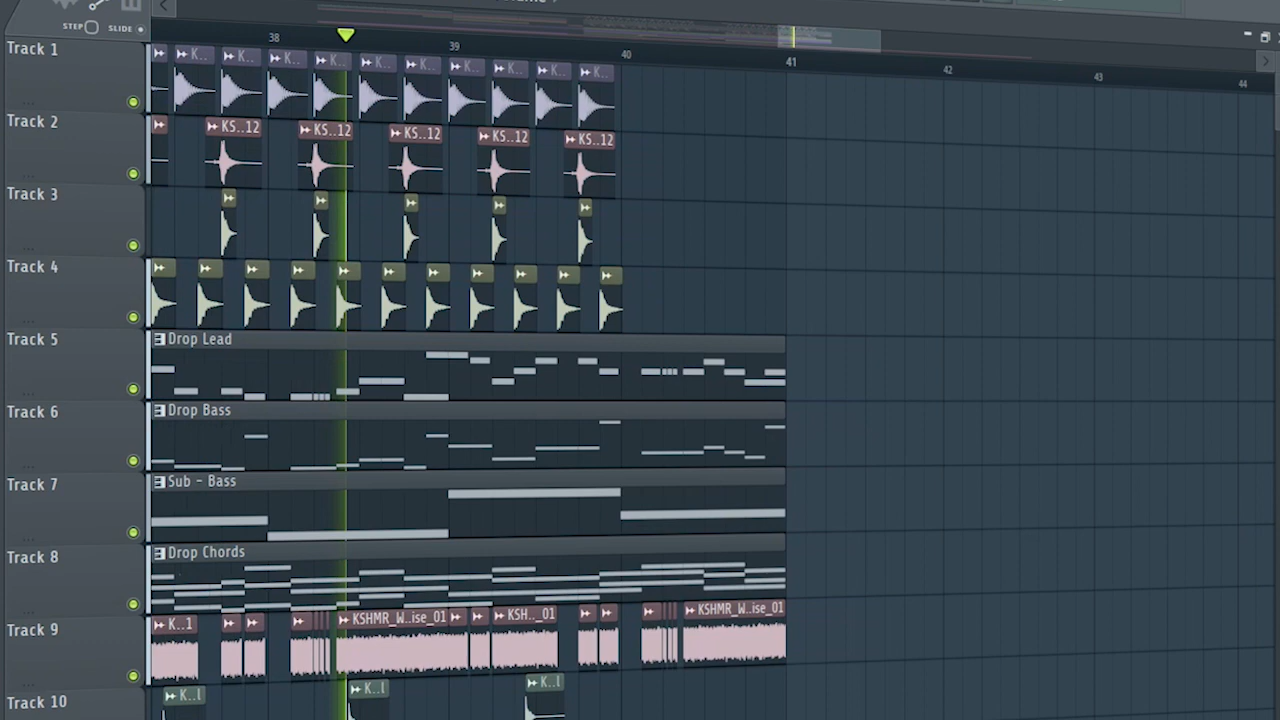 STEP SLIDE
38 39 40 41 42 43 44
Track 1
K.. K.. K.. K.. K.. K.. K.. K.. K.. K..
Track 2
KS..12 KS..12 KS..12 KS..12 KS..12
Track 3
Track 4
Track 5
Drop Lead
Track 6
Drop Bass
Track 7
Sub - Bass
Track 8
Drop Chords
Track 9
K..1 KSHMR_W..ise_01 KSH.._01 KSHMR_W..ise_01
Track 10
K..l K..l K..l